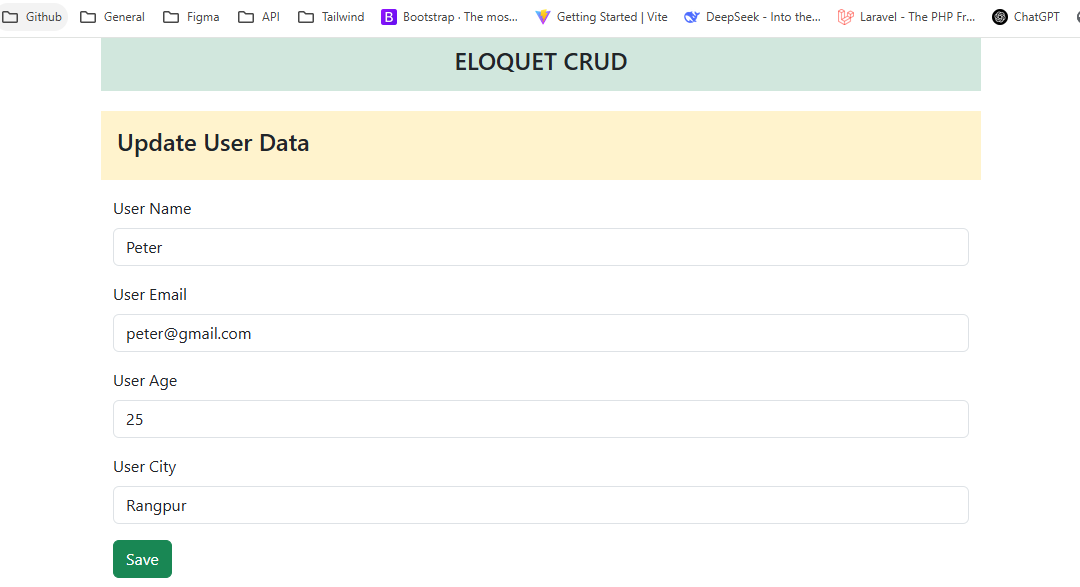 Github General Figma API Tailwind Bootstrap · The mos... Getting Started | Vite DeepSeek - Into the... Laravel - The PHP Fr... ChatGPT
ELOQUET CRUD
Update User Data
User Name
Peter
User Email
peter@gmail.com
User Age
25
User City
Rangpur
Save